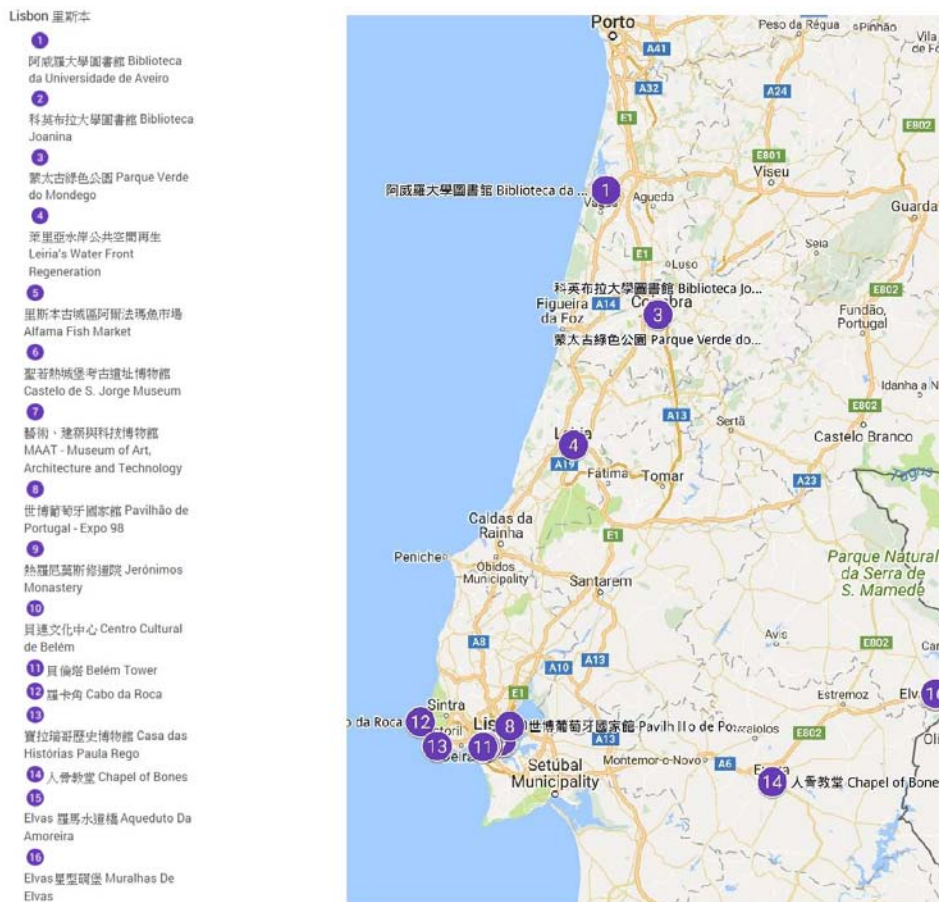 Lisbon 里斯本
1
阿威羅大學圖書館 Biblioteca
da Universidade de Aveiro
2
科英布拉大學圖書館 Biblioteca
Joanina
3
蒙太古綠色公園 Parque Verde
do Mondego
4
萊里亞水岸公共空間再生
Leiria's Water Front
Regeneration
5
里斯本古城區阿爾法瑪魚市場
Alfama Fish Market
6
聖若熱城堡考古遺址博物館
Castelo de S. Jorge Museum
7
藝術、建築與科技博物館
MAAT - Museum of Art,
Architecture and Technology
8
世博葡萄牙國家館 Pavilhão de
Portugal - Expo 98
9
熱羅尼莫斯修道院 Jerónimos
Monastery
10
貝連文化中心 Centro Cultural
de Belém
11 貝倫塔 Belém Tower
12 羅卡角 Cabo da Roca
13
寶拉瑞哥歷史博物館 Casa das
Histórias Paula Rego
14 人骨教堂 Chapel of Bones
15
Elvas 羅馬水道橋 Aqueduto Da
Amoreira
16
Elvas星型碉堡 Muralhas De
Elvas
Porto
Peso da Régua
Pinhão
Vila
A41
A32
A24
E1
E802
E801
Viseu
阿威羅大學圖書館 Biblioteca da ...
1
Vagos
Agueda
Guarda
E1
Luso
Seia
科英布拉大學圖書館 Biblioteca Jo...
E802
Figueira
da Foz
A14
Coimbra
3
Fundão,
Portugal
蒙太古綠色公園 Parque Verde do...
Idanha a N
A13
E802
Sertã
Leiria
4
Castelo Branco
A19
Fátima
Tomar
A23
Caldas da
Rainha
E1
Peniche
Óbidos
Municipality
Parque Natural
da Serra de
S. Mamede
Santarem
Avis
E802
A8
A10
A13
E1
Estremoz
Elv
16
Sintra
o da Roca
12
8
世博葡萄牙國家館 Pavilh
13
11
A13
E802
Setúbal
Municipality
Montemor-o-Novo
A6
14
人骨教堂 Chapel of Bone